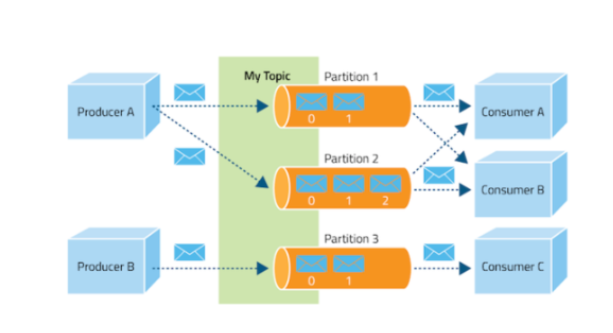 My Topic
Partition 1
Producer A
0 1
Consumer A
Partition 2
0 1 2
Consumer B
Partition 3
Producer B
0 1
Consumer C